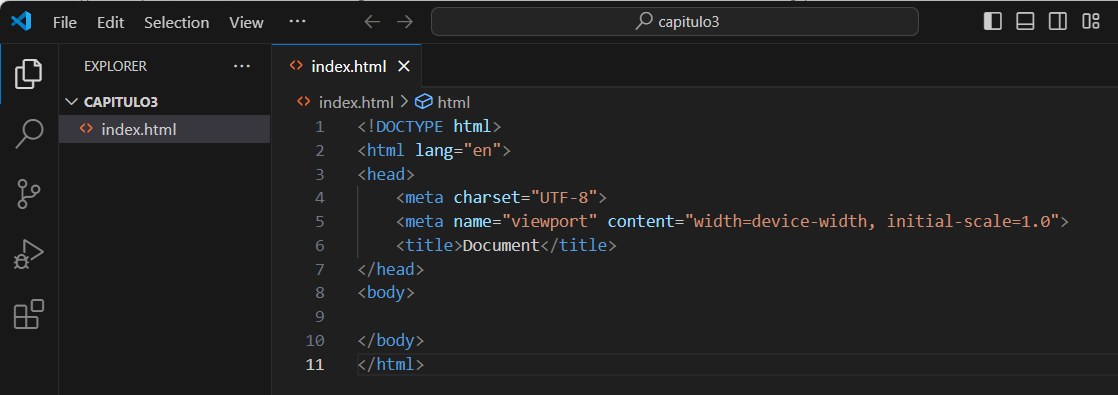 File Edit Selection View ··· capitulo3
EXPLORER ···
CAPITULO3
index.html
index.html
index.html > html
1 <!DOCTYPE html>
2 <html lang="en">
3 <head>
4     <meta charset="UTF-8">
5     <meta name="viewport" content="width=device-width, initial-scale=1.0">
6     <title>Document</title>
7 </head>
8 <body>
9
10 </body>
11 </html>